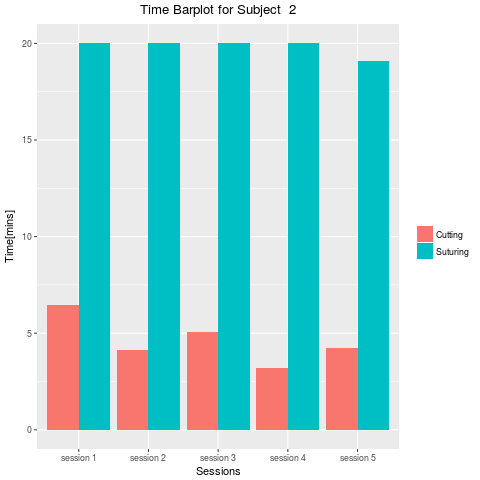 Time Barplot for Subject  2
Time[mins]
20
15
10
5
0
session 1
session 2
session 3
session 4
session 5
Sessions
Cutting
Suturing